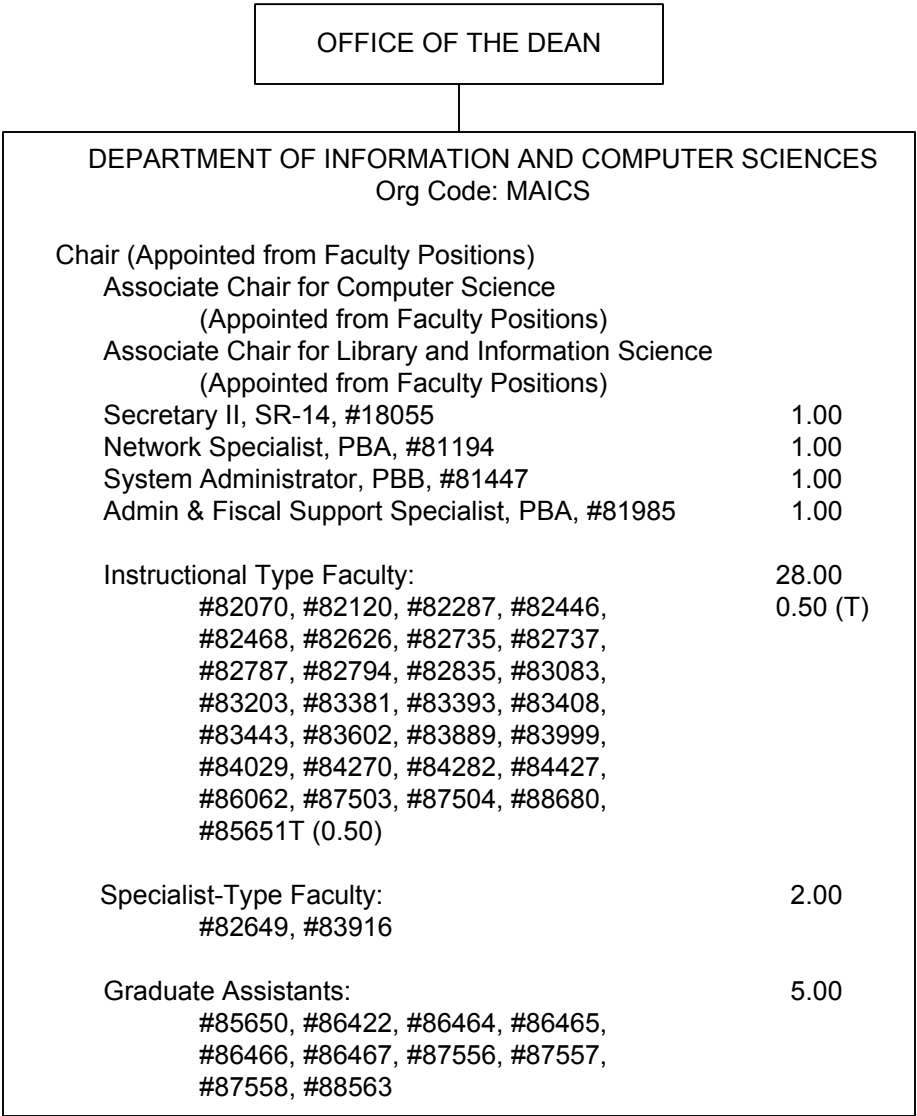 OFFICE OF THE DEAN
DEPARTMENT OF INFORMATION AND COMPUTER SCIENCES
Org Code: MAICS
Chair (Appointed from Faculty Positions)
Associate Chair for Computer Science
(Appointed from Faculty Positions)
Associate Chair for Library and Information Science
(Appointed from Faculty Positions)
Secretary II, SR-14, #18055 1.00
Network Specialist, PBA, #81194 1.00
System Administrator, PBB, #81447 1.00
Admin & Fiscal Support Specialist, PBA, #81985 1.00
Instructional Type Faculty: 28.00
#82070, #82120, #82287, #82446, 0.50 (T)
#82468, #82626, #82735, #82737,
#82787, #82794, #82835, #83083,
#83203, #83381, #83393, #83408,
#83443, #83602, #83889, #83999,
#84029, #84270, #84282, #84427,
#86062, #87503, #87504, #88680,
#85651T (0.50)
Specialist-Type Faculty: 2.00
#82649, #83916
Graduate Assistants: 5.00
#85650, #86422, #86464, #86465,
#86466, #86467, #87556, #87557,
#87558, #88563